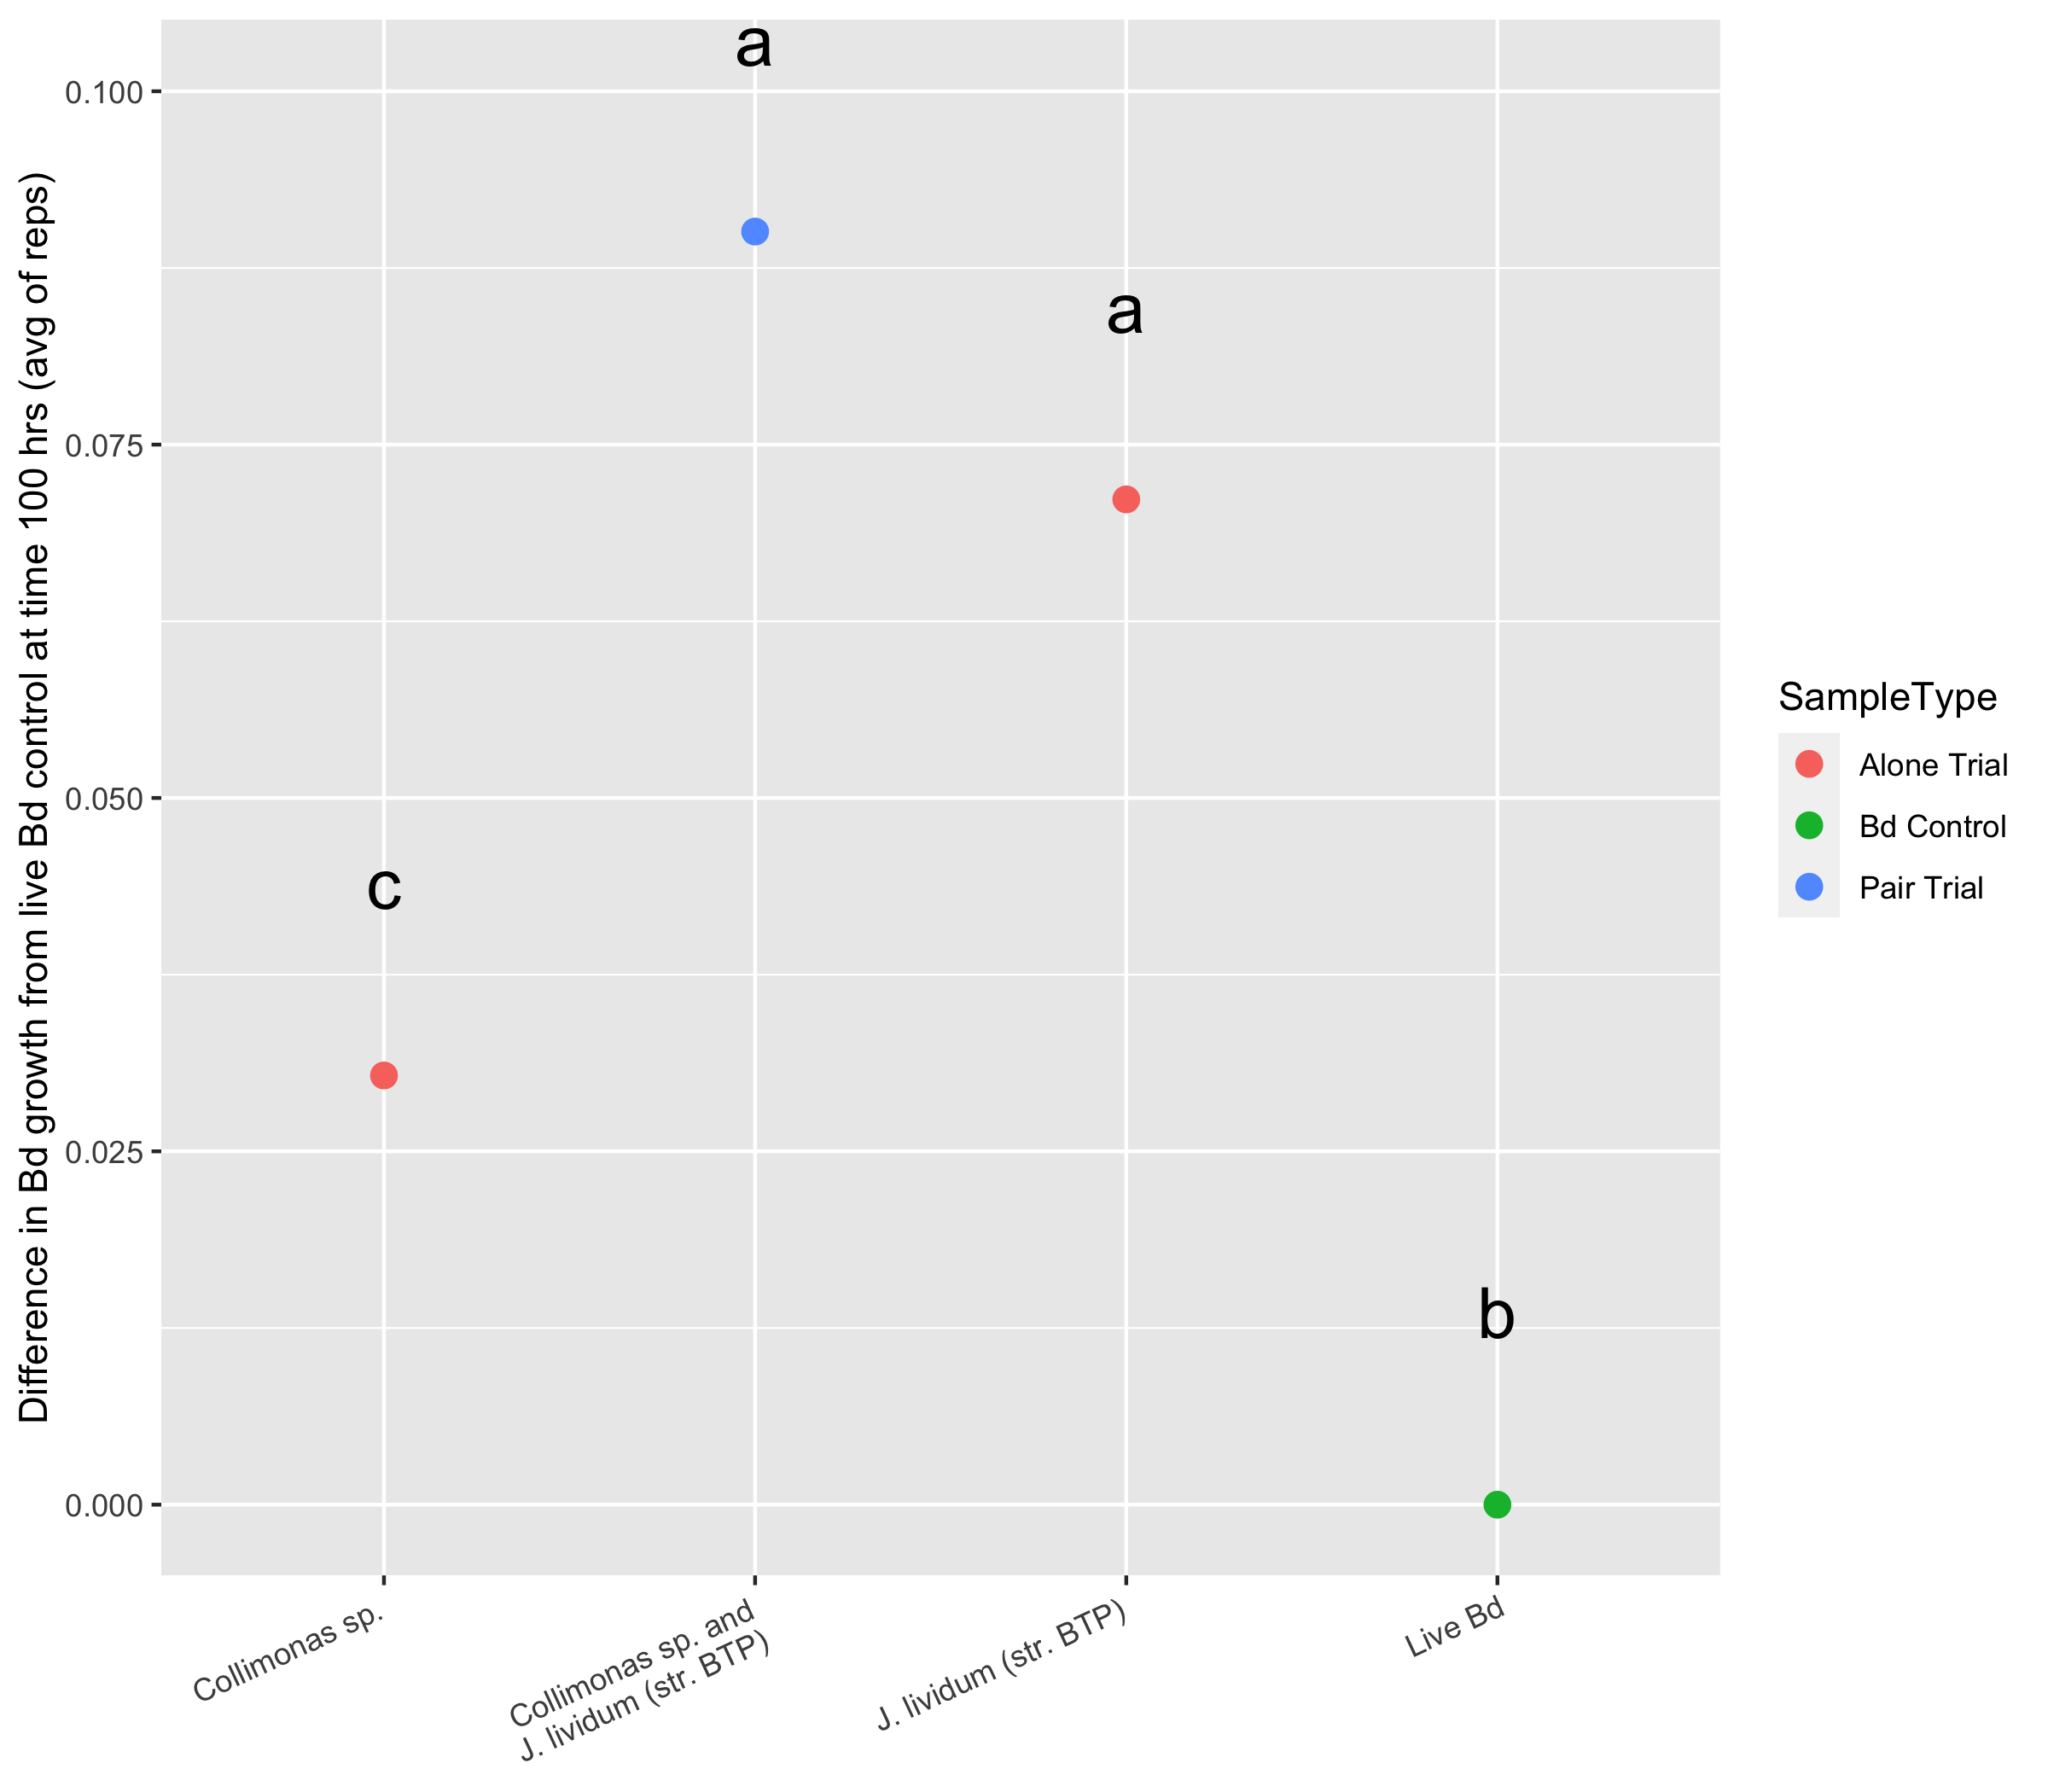 Difference in Bd growth from live Bd control at time 100 hrs (avg of reps)
0.100
0.075
0.050
0.025
0.000
a
a
c
b
Collimonas sp.
Collimonas sp. and
J. lividum (str. BTP)
J. lividum (str. BTP)
Live Bd
SampleType
Alone Trial
Bd Control
Pair Trial